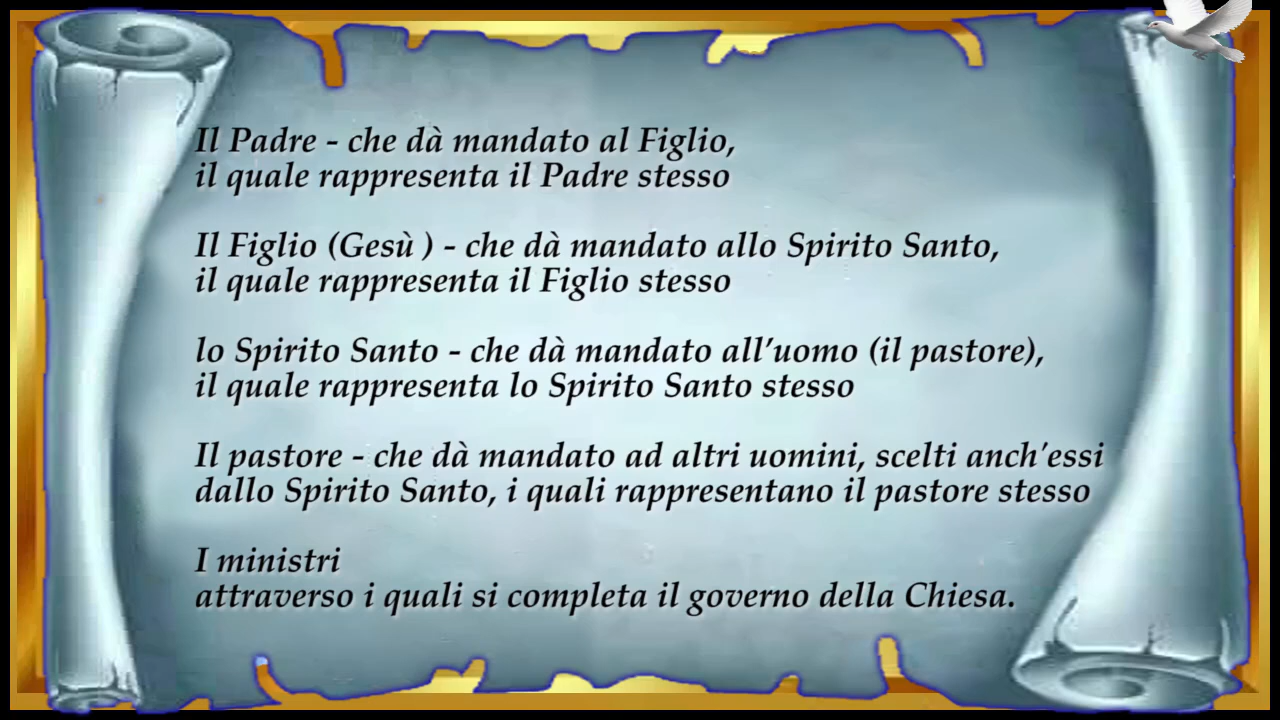 Il Padre - che dà mandato al Figlio,
il quale rappresenta il Padre stesso
Il Figlio (Gesù ) - che dà mandato allo Spirito Santo,
il quale rappresenta il Figlio stesso
lo Spirito Santo - che dà mandato all’uomo (il pastore),
il quale rappresenta lo Spirito Santo stesso
Il pastore - che dà mandato ad altri uomini, scelti anch'essi
dallo Spirito Santo, i quali rappresentano il pastore stesso
I ministri
attraverso i quali si completa il governo della Chiesa.